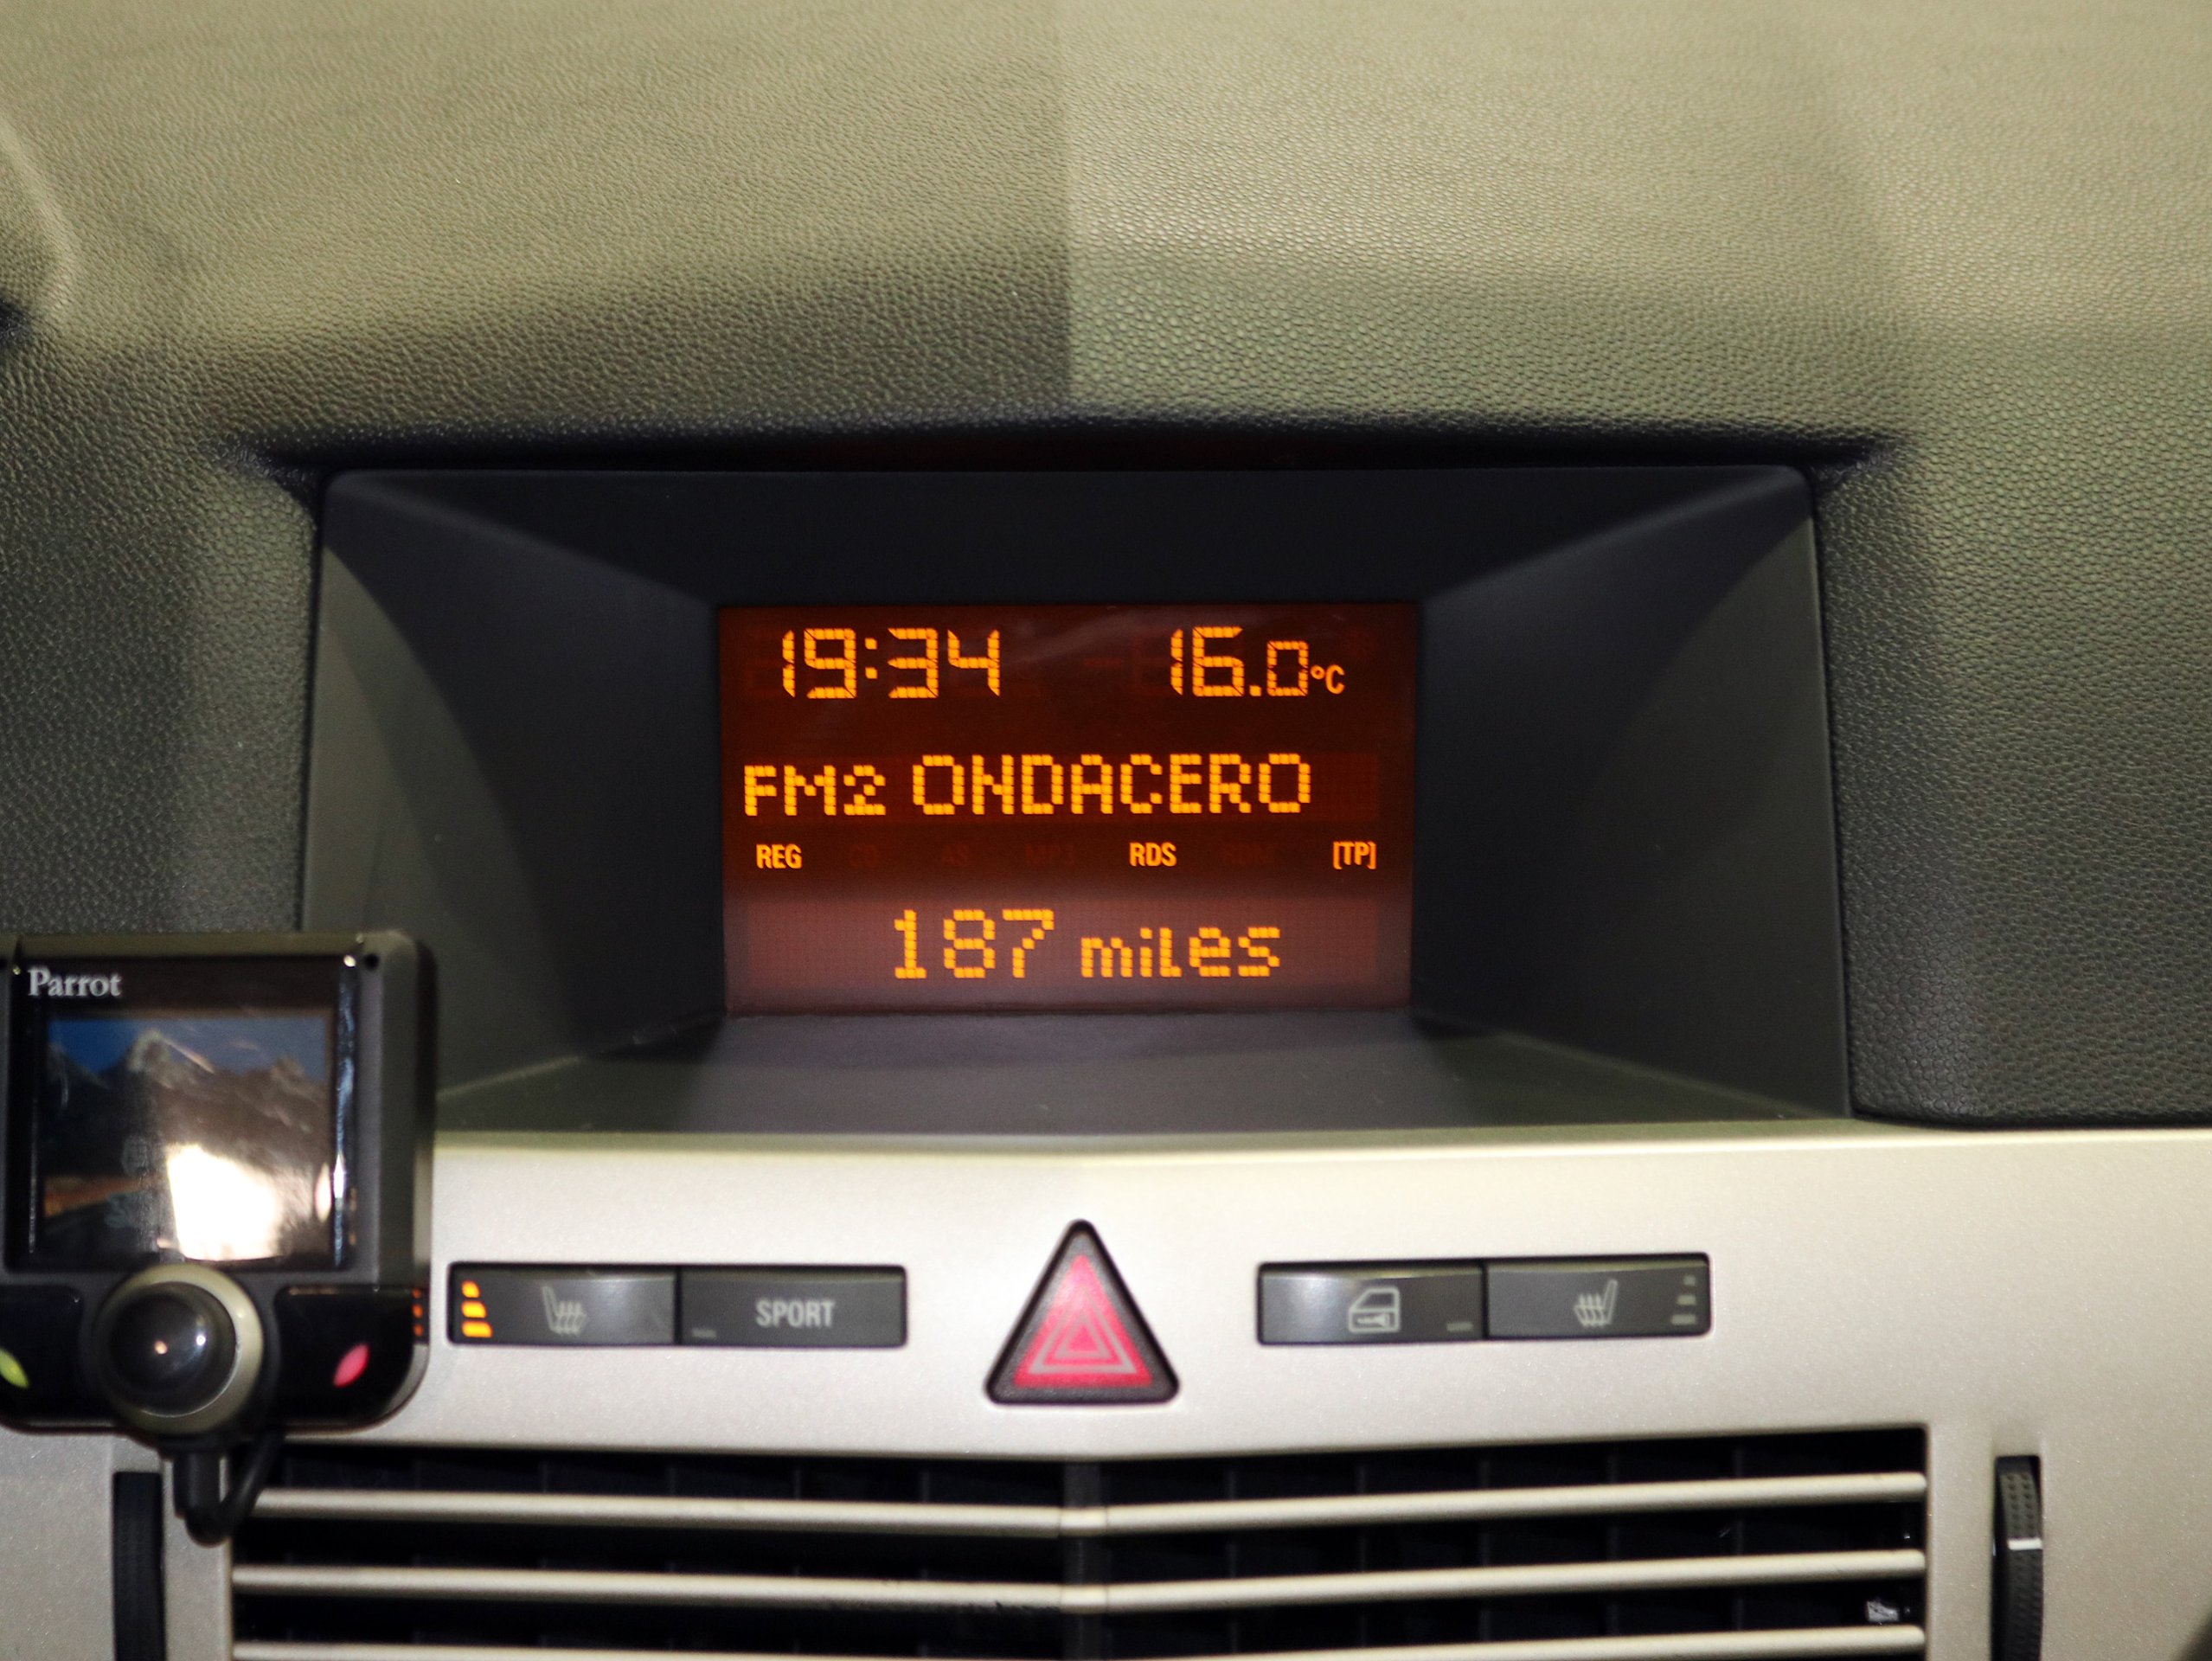 19:34 16.0°C
FM2 ONDACERO
REG RDS [TP]
187 miles
Parrot
SPORT